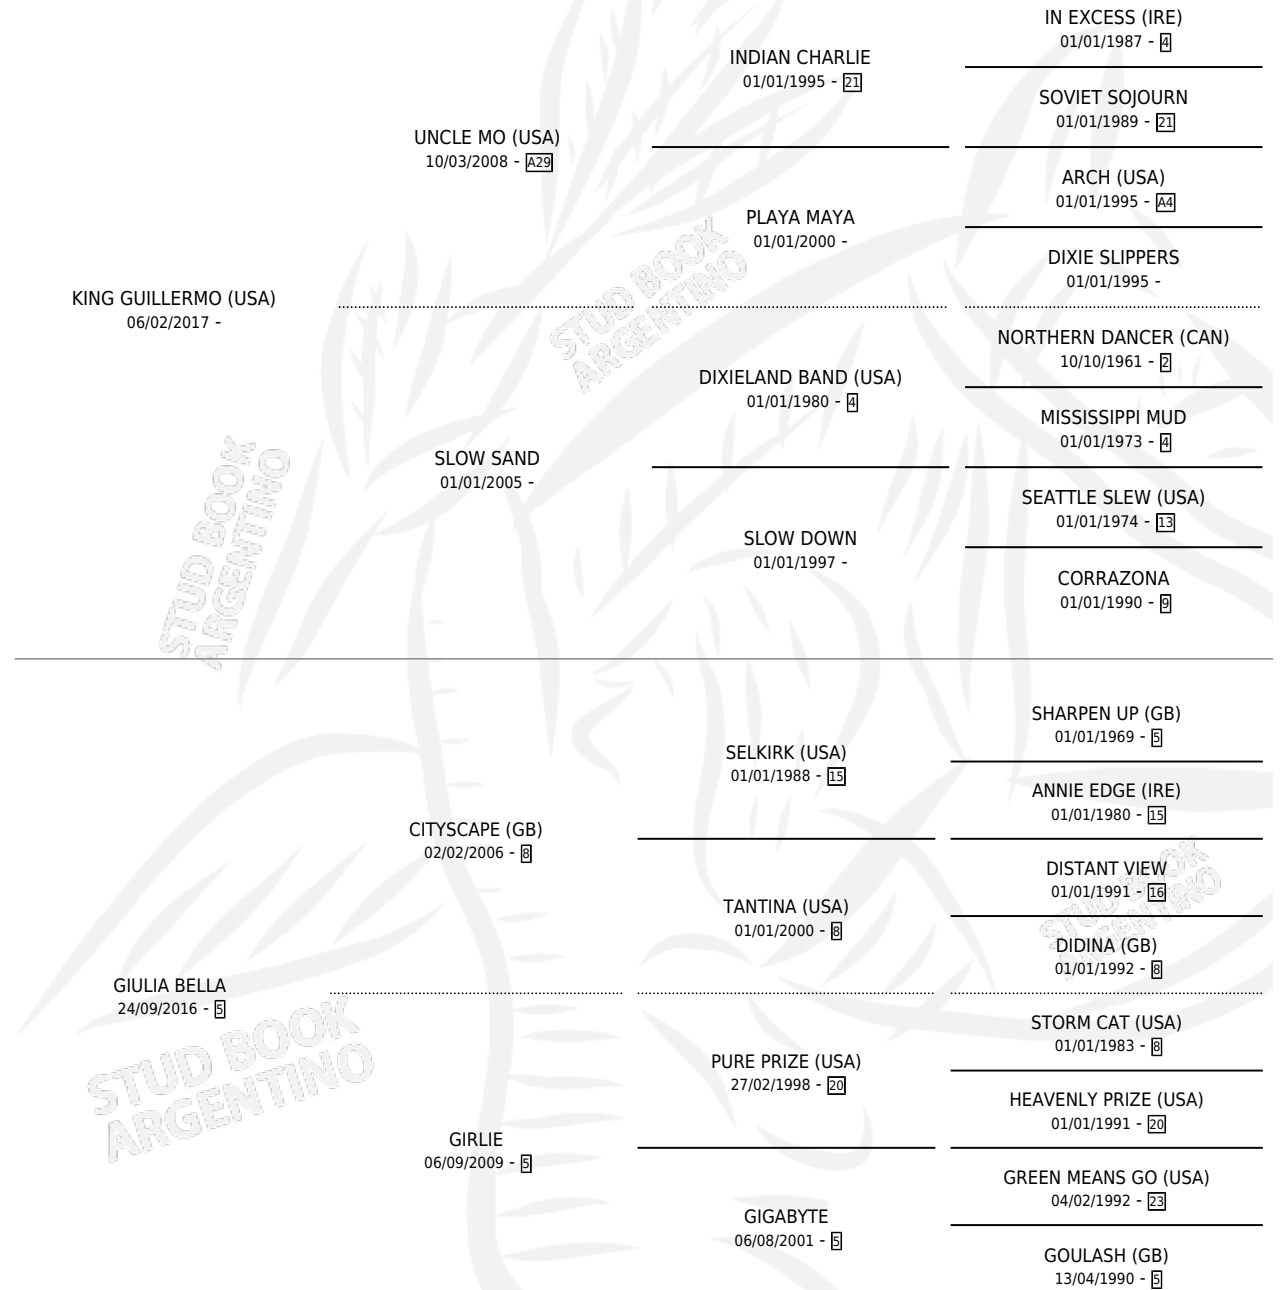 IN EXCESS (IRE)
01/01/1987 - 4
INDIAN CHARLIE
01/01/1995 - 21
SOVIET SOJOURN
01/01/1989 - 21
UNCLE MO (USA)
10/03/2008 - A29
ARCH (USA)
01/01/1995 - A4
PLAYA MAYA
01/01/2000 -
DIXIE SLIPPERS
01/01/1995 -
KING GUILLERMO (USA)
06/02/2017 -
NORTHERN DANCER (CAN)
10/10/1961 - 2
DIXIELAND BAND (USA)
01/01/1980 - 4
MISSISSIPPI MUD
01/01/1973 - 4
SLOW SAND
01/01/2005 -
SEATTLE SLEW (USA)
01/01/1974 - 13
SLOW DOWN
01/01/1997 -
CORRAZONA
01/01/1990 - 9
SHARPEN UP (GB)
01/01/1969 - 5
SELKIRK (USA)
01/01/1988 - 15
ANNIE EDGE (IRE)
01/01/1980 - 15
CITYSCAPE (GB)
02/02/2006 - 8
DISTANT VIEW
01/01/1991 - 16
TANTINA (USA)
01/01/2000 - 8
DIDINA (GB)
01/01/1992 - 8
GIULIA BELLA
24/09/2016 - 5
STORM CAT (USA)
01/01/1983 - 8
PURE PRIZE (USA)
27/02/1998 - 20
HEAVENLY PRIZE (USA)
01/01/1991 - 20
GIRLIE
06/09/2009 - 5
GREEN MEANS GO (USA)
04/02/1992 - 23
GIGABYTE
06/08/2001 - 5
GOULASH (GB)
13/04/1990 - 5
STUD BOOK
ARGENTINO
STUD BOOK
ARGENTINO
STUD BOOK
ARGENTINO
STUD BOOK
ARGENTINO